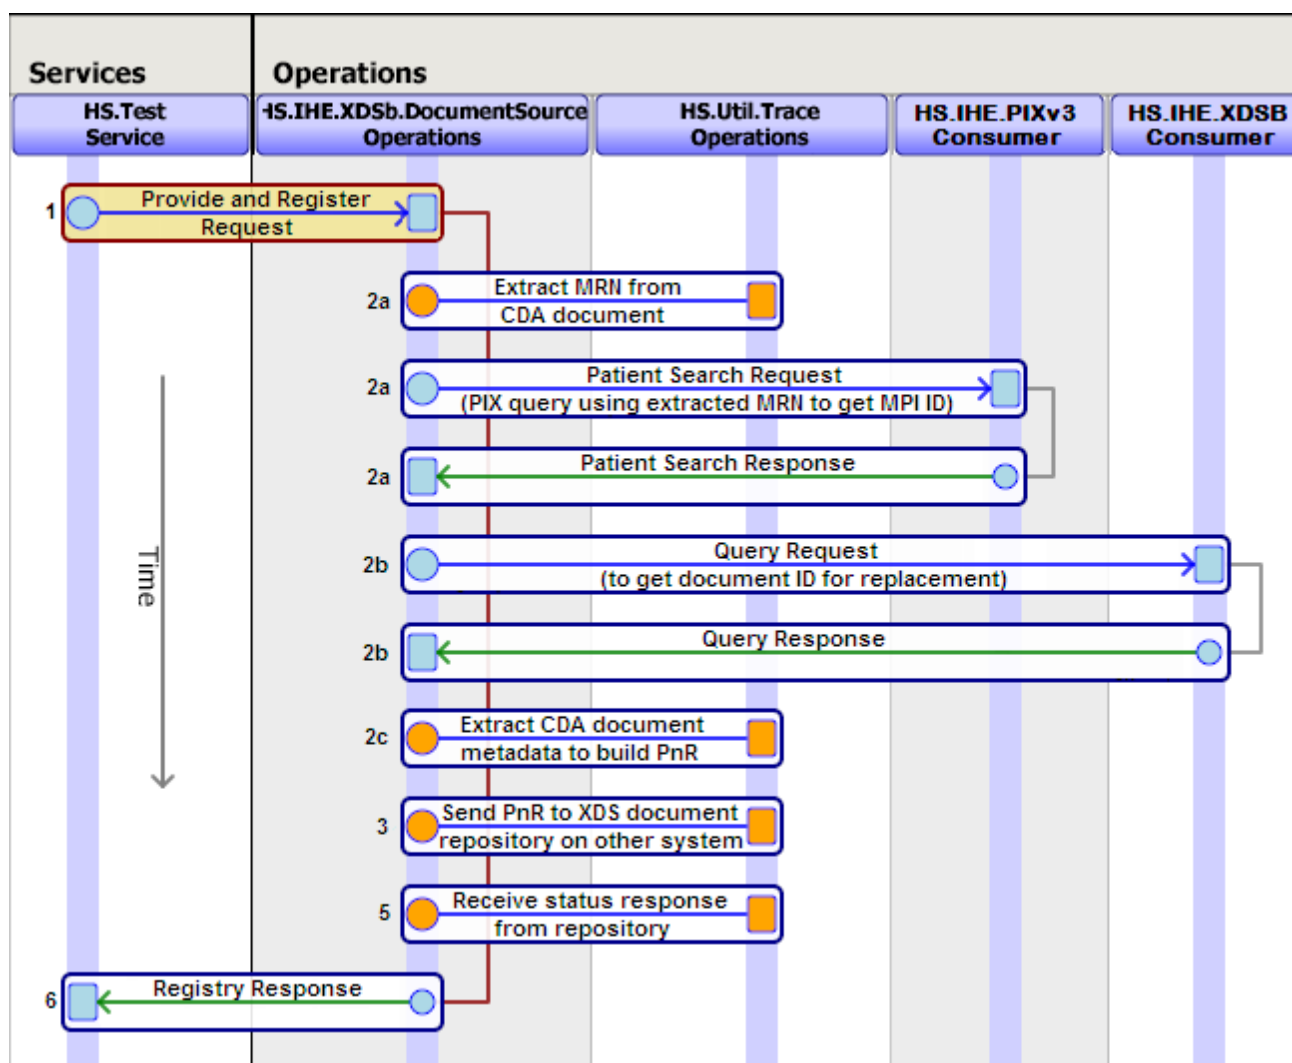 Services
Operations
HS.Test
Service
HS.IHE.XDSb.DocumentSource
Operations
HS.Util.Trace
Operations
HS.IHE.PIXv3
Consumer
HS.IHE.XDSB
Consumer
1
Provide and Register
Request
2a
Extract MRN from
CDA document
2a
Patient Search Request
(PIX query using extracted MRN to get MPI ID)
2a
Patient Search Response
Time
2b
Query Request
(to get document ID for replacement)
2b
Query Response
2c
Extract CDA document
metadata to build PnR
3
Send PnR to XDS document
repository on other system
5
Receive status response
from repository
6
Registry Response